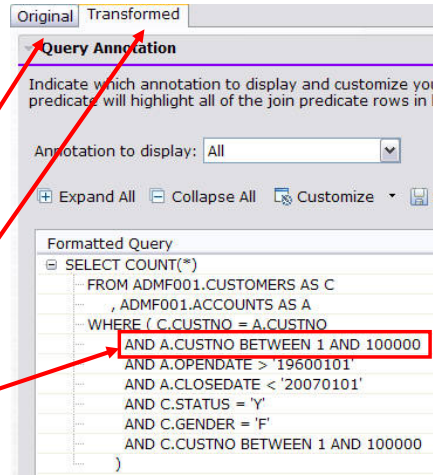 Original Transformed
Query Annotation
Indicate which annotation to display and customize
predicate will highlight all of the join predicate rows in
Annotation to display: All
Expand All Collapse All Customize
Formatted Query
SELECT COUNT(*)
FROM ADMF001.CUSTOMERS AS C
, ADMF001.ACCOUNTS AS A
WHERE ( C.CUSTNO = A.CUSTNO
AND A.CUSTNO BETWEEN 1 AND 100000
AND A.OPENDATE > '19600101'
AND A.CLOSEDATE < '20070101'
AND C.STATUS = 'Y'
AND C.GENDER = 'F'
AND C.CUSTNO BETWEEN 1 AND 100000
)